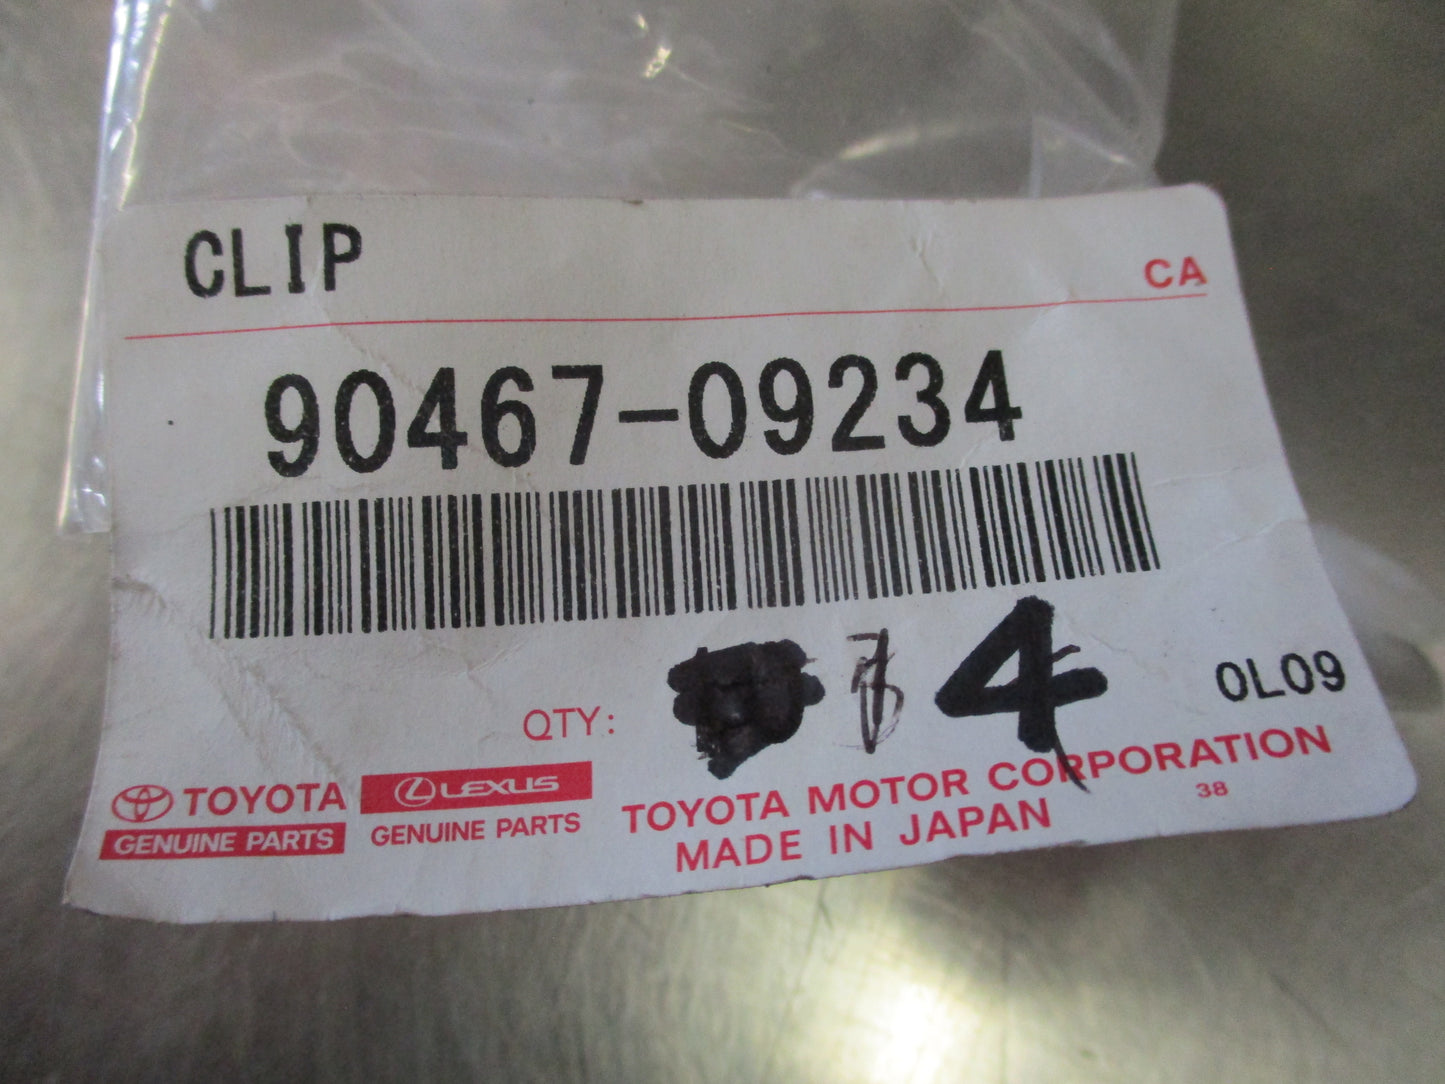 CLIP
CA
90467-09234
QTY: 4
0L09
TOYOTA
GENUINE PARTS
LEXUS
GENUINE PARTS
TOYOTA MOTOR CORPORATION
MADE IN JAPAN
38